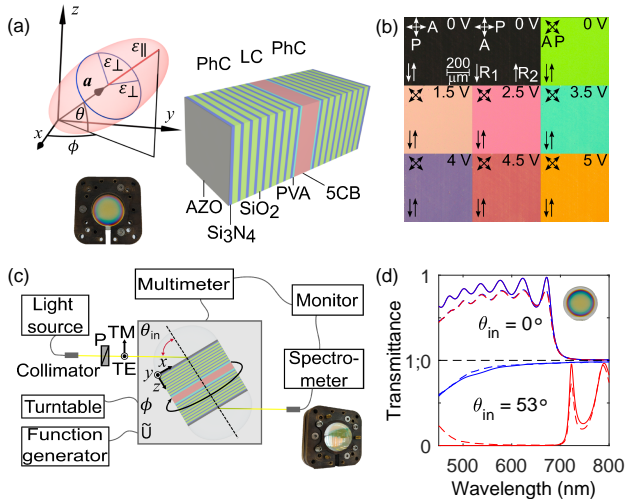 (a)
z
ε∥
ε⊥
a
ε⊥
θ
y
x
ϕ
PhC LC PhC
AZO
Si3N4
SiO2
PVA
5CB
(b)
A 0 V
P
0 V
A
P
0 V
A P
200
μm
R1 R2
1.5 V 2.5 V 3.5 V
4 V 4.5 V 5 V
(c)
Light
source
Collimator
P TM
TE
Multimeter
Monitor
Spectro-
meter
θin
x
y
z
ϕ
Ũ
Turntable
Function
generator
(d)
Transmittance
1
θin = 0°
1;0
θin = 53°
0
500 600 700 800
Wavelength (nm)